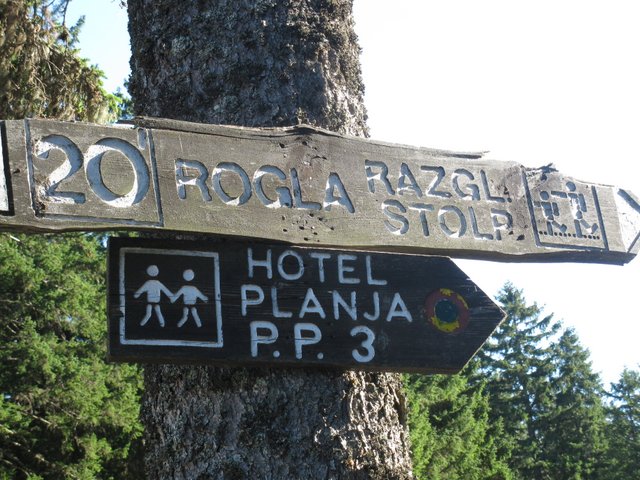 20' ROGLA RAZGL.
STOLP
HOTEL
PLANJA
P.P. 3